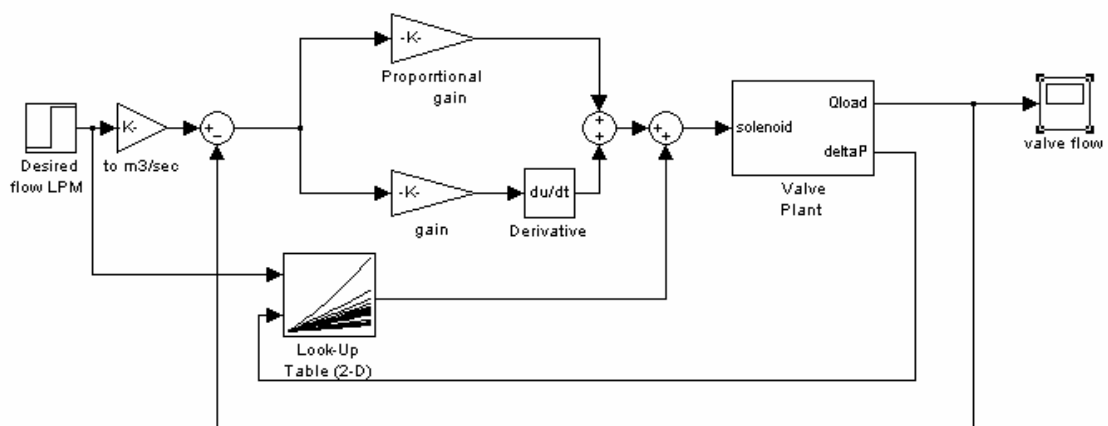 -K-
Proportional
gain
Desired
flow LPM
-K-
to m3/sec
+
−
-K-
gain
du/dt
Derivative
+
+
+
+
solenoid
Qload
deltaP
Valve
Plant
valve flow
Look-Up
Table (2-D)